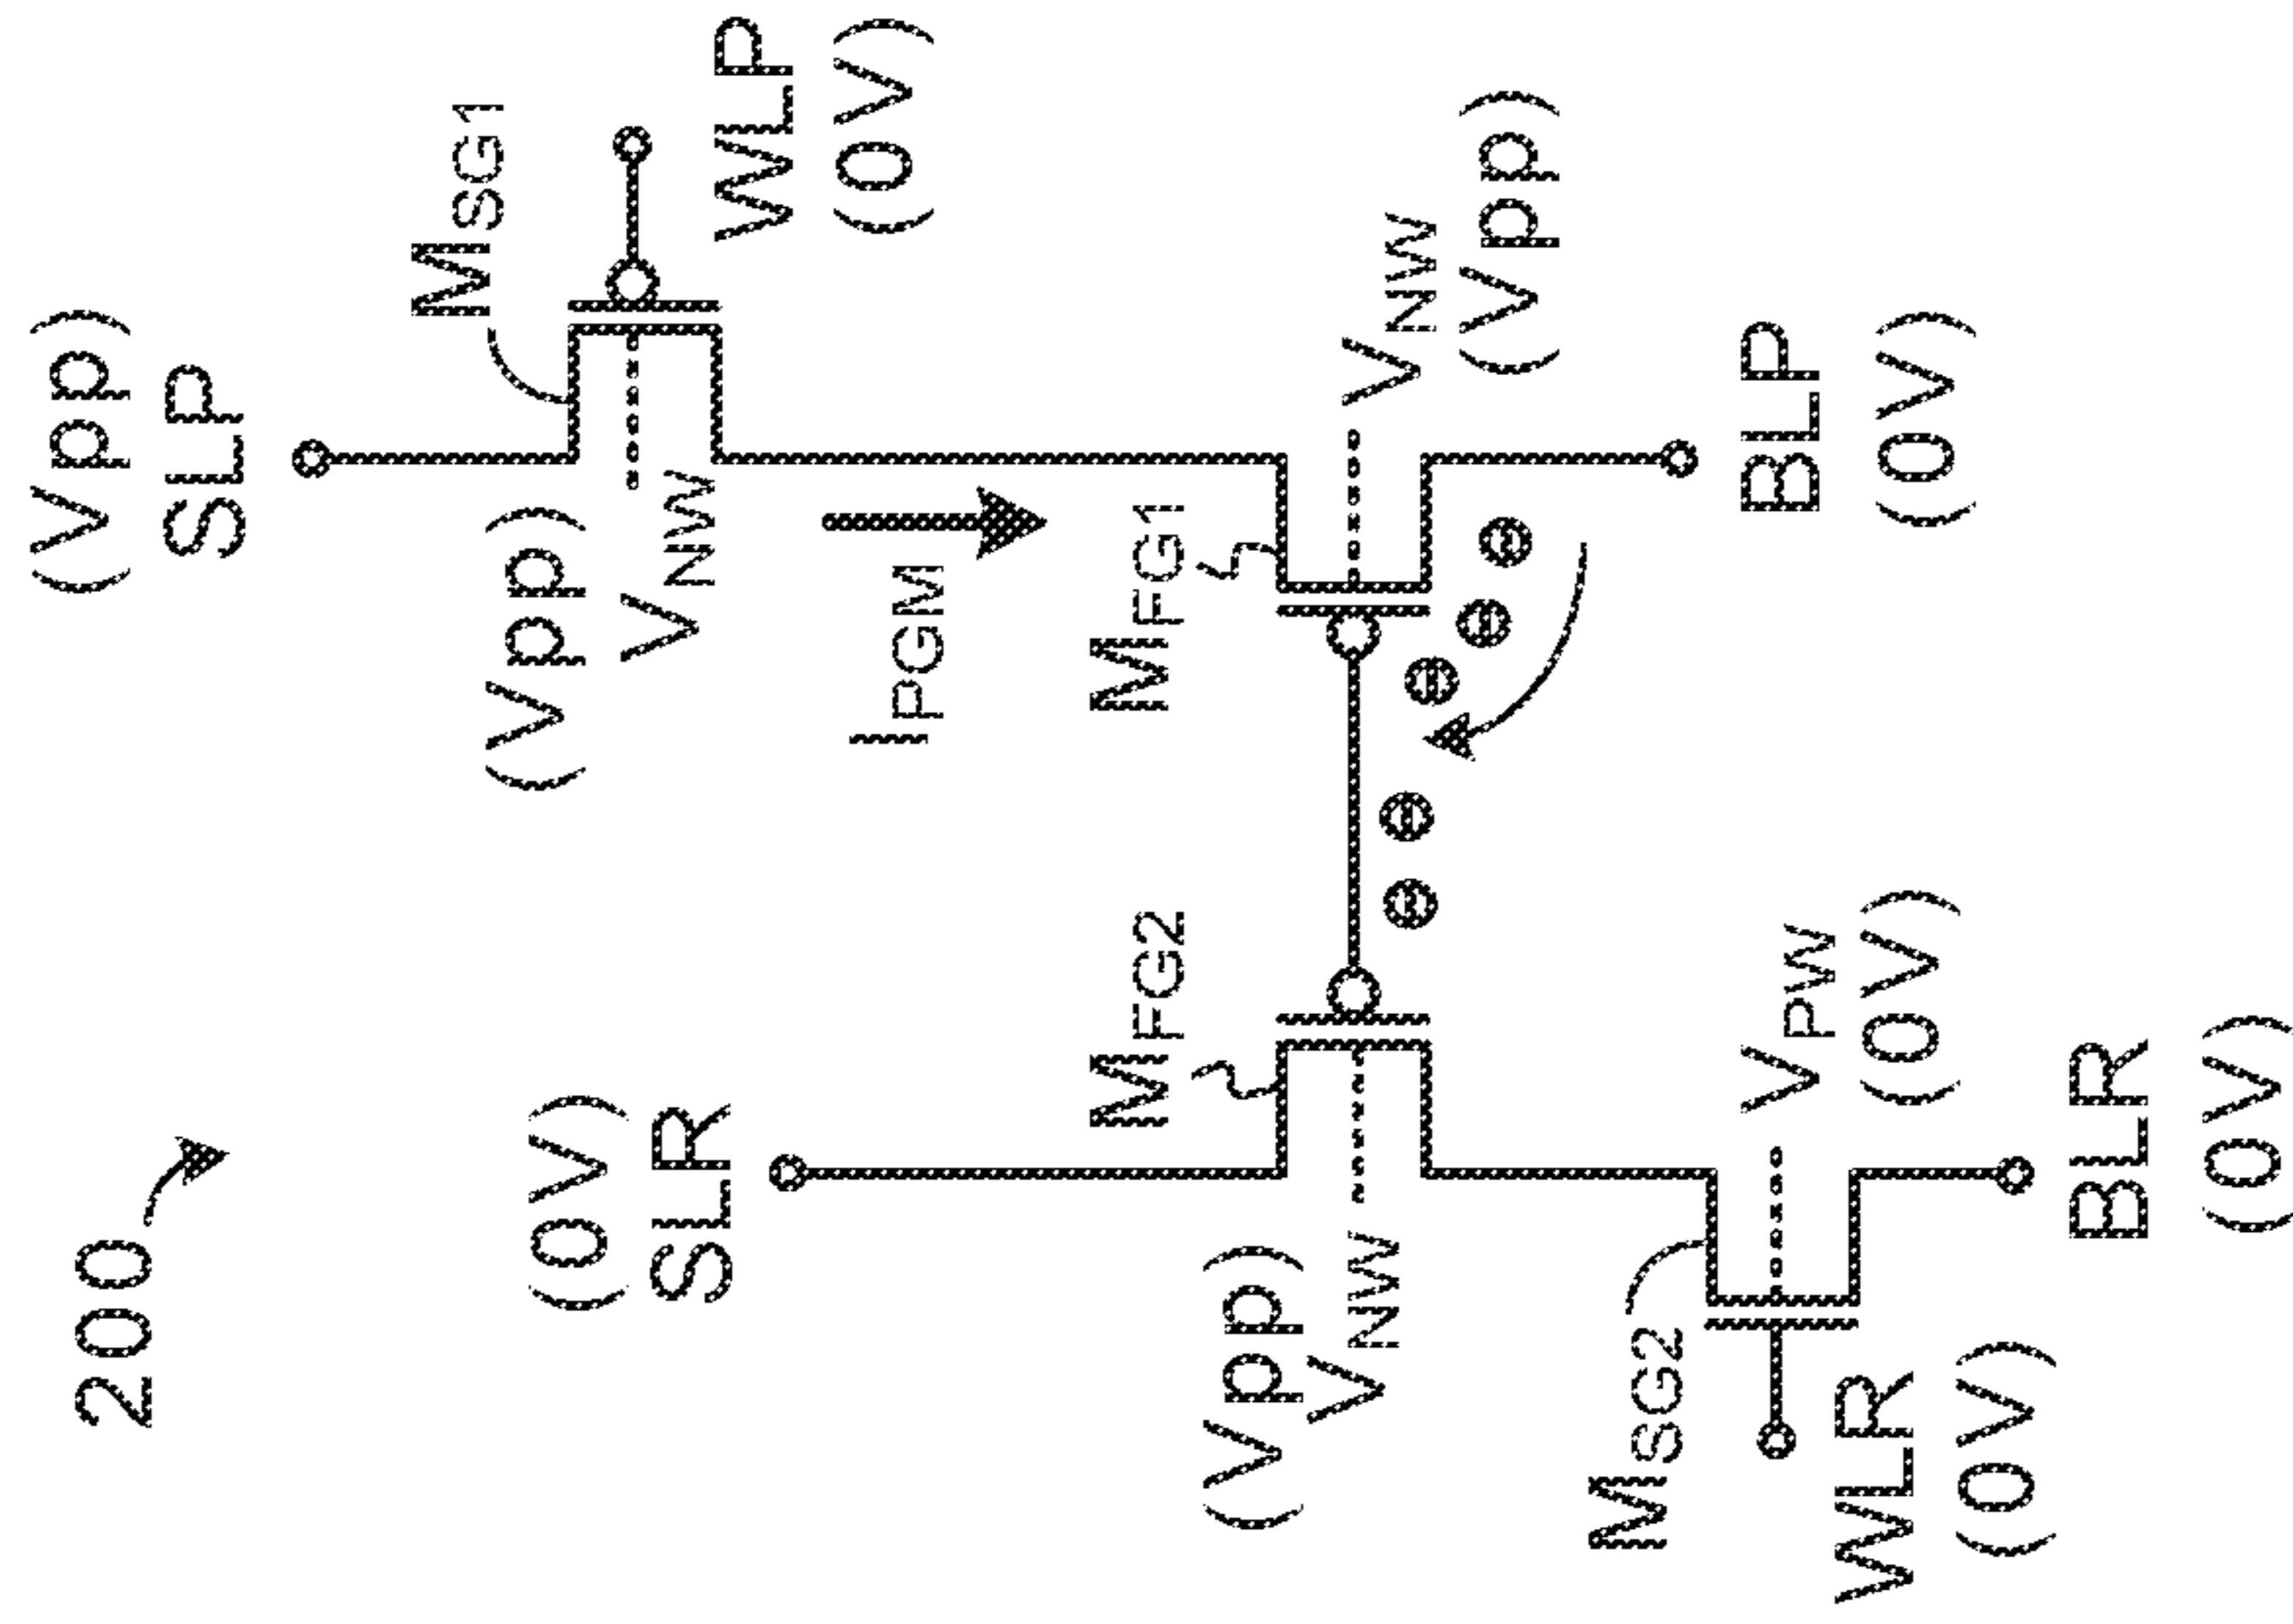 200
(Vpp)
SLP
MSG1
WLP
(0V)
(Vpp)
VNW
IPGM
(0V)
SLR
MFG2
MFG1
(Vpp)
VNW
VNW
(Vpp)
MSG2
VPW
(0V)
BLP
(0V)
WLR
(0V)
BLR
(0V)